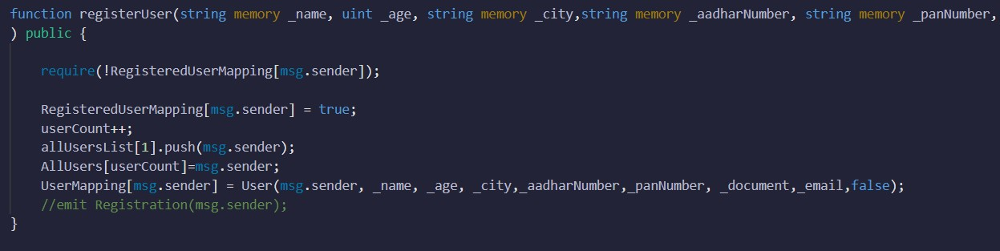 function registerUser(string memory _name, uint _age, string memory _city,string memory _aadharNumber, string memory _panNumber,
) public {
require(!RegisteredUserMapping[msg.sender]);
RegisteredUserMapping[msg.sender] = true;
userCount++;
allUsersList[1].push(msg.sender);
AllUsers[userCount]=msg.sender;
UserMapping[msg.sender] = User(msg.sender, _name, _age, _city,_aadharNumber,_panNumber, _document,_email,false);
//emit Registration(msg.sender);
}